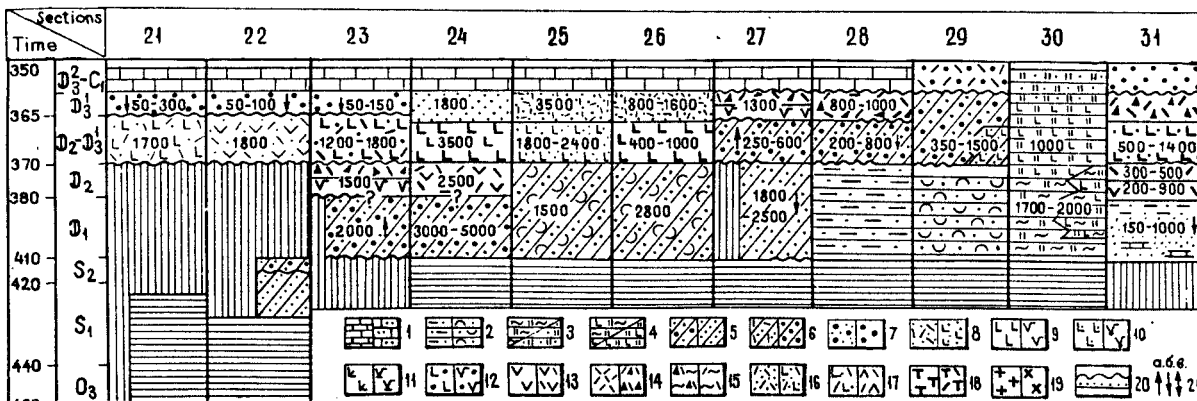 Sections
Time 21 22 23 24 25 26 27 28 29 30 31
350 D₃²-C₁
D₃¹ 150-300 50-100 150-150 1800 3500 800-1600 1300 800-1000
365
D₂-D₃¹ 1700 1800 1200-1800 3500 1800-2400 400-1000 250-600 200-800 350-1500 1000 500-1400
370
D₂ 1500 2500 300-500
380 ? ? 1500 2800 1800 1700-2000 200-900
D₁ 2000 3000-5000 2500 150-1000
410
S₂
420
S₁
1 2 3 4 5 6 7 8 9 10
440
O₃ 11 12 13 14 15 16 17 18 19 20 а.б.в.